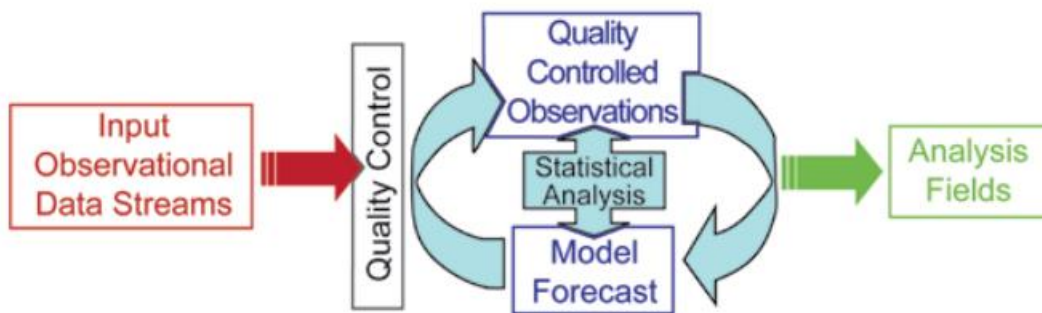 Input
Observational
Data Streams
Quality Control
Quality
Controlled
Observations
Statistical
Analysis
Model
Forecast
Analysis
Fields